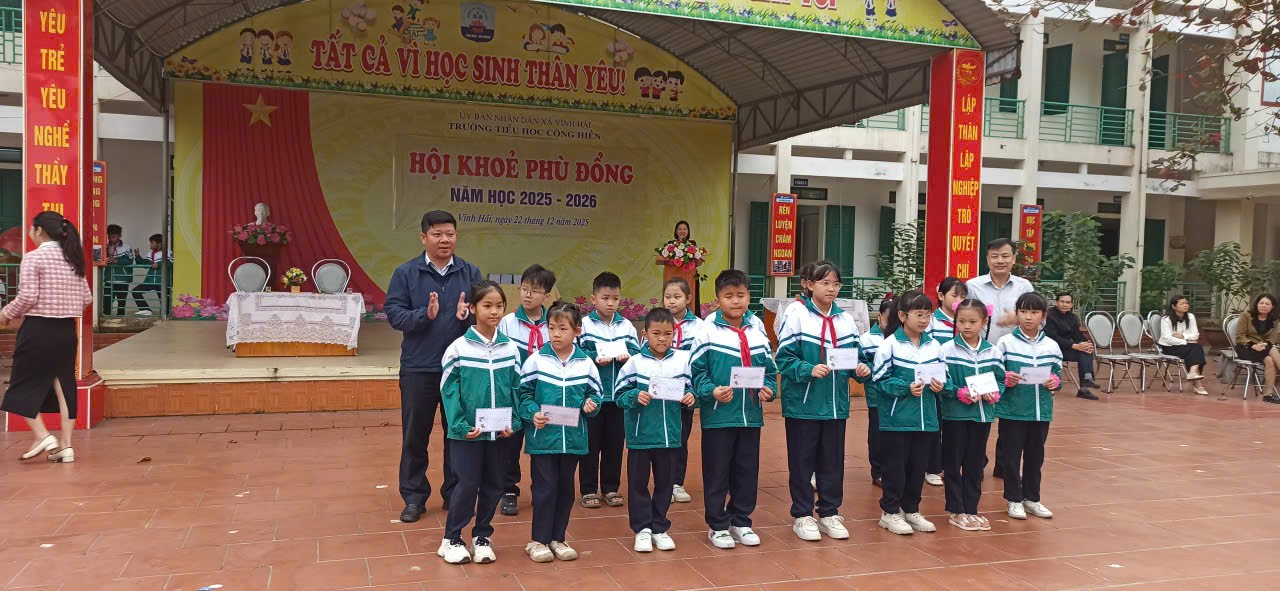 TẤT CẢ VÌ HỌC SINH THÂN YÊU!
ỦY BAN NHÂN DÂN XÃ VĨNH HẢI
TRƯỜNG TIỂU HỌC CỘNG HIỀN
HỘI KHOẺ PHÙ ĐỔNG
NĂM HỌC 2025 - 2026
Vĩnh Hải, ngày 22 tháng 12 năm 2025
YÊU
TRẺ
YÊU
NGHỀ
THẦY
THI
LẬP
THÂN
LẬP
NGHIỆP
TRÒ
QUYẾT
CHÍ
RÈN
LUYỆN
CHĂM
NGOAN
HỌC
TẬP